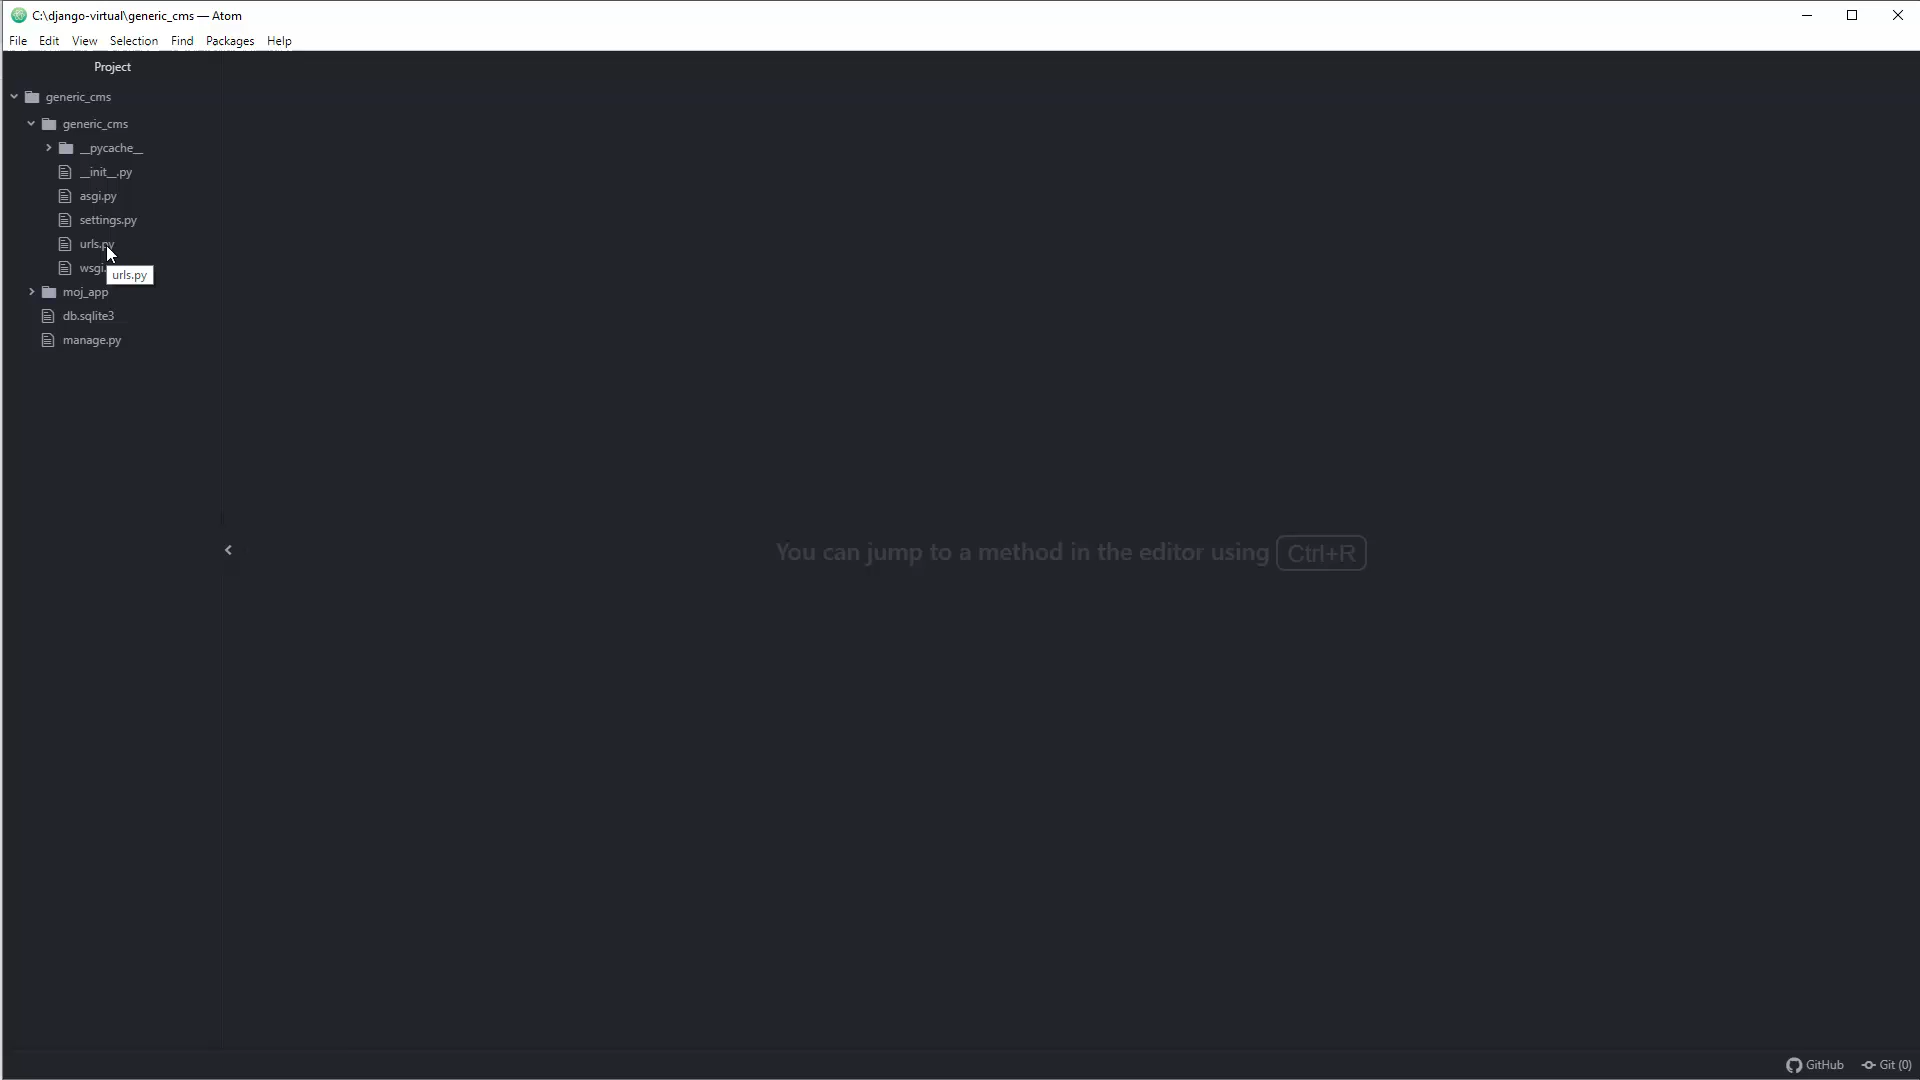 C:\django-virtual\generic_cms — Atom
File Edit View Selection Find Packages Help
Project
generic_cms
generic_cms
__pycache__
__init__.py
asgi.py
settings.py
urls.py
wsgi.
urls.py
moj_app
db.sqlite3
manage.py
You can jump to a method in the editor using Ctrl+R
GitHub Git (0)